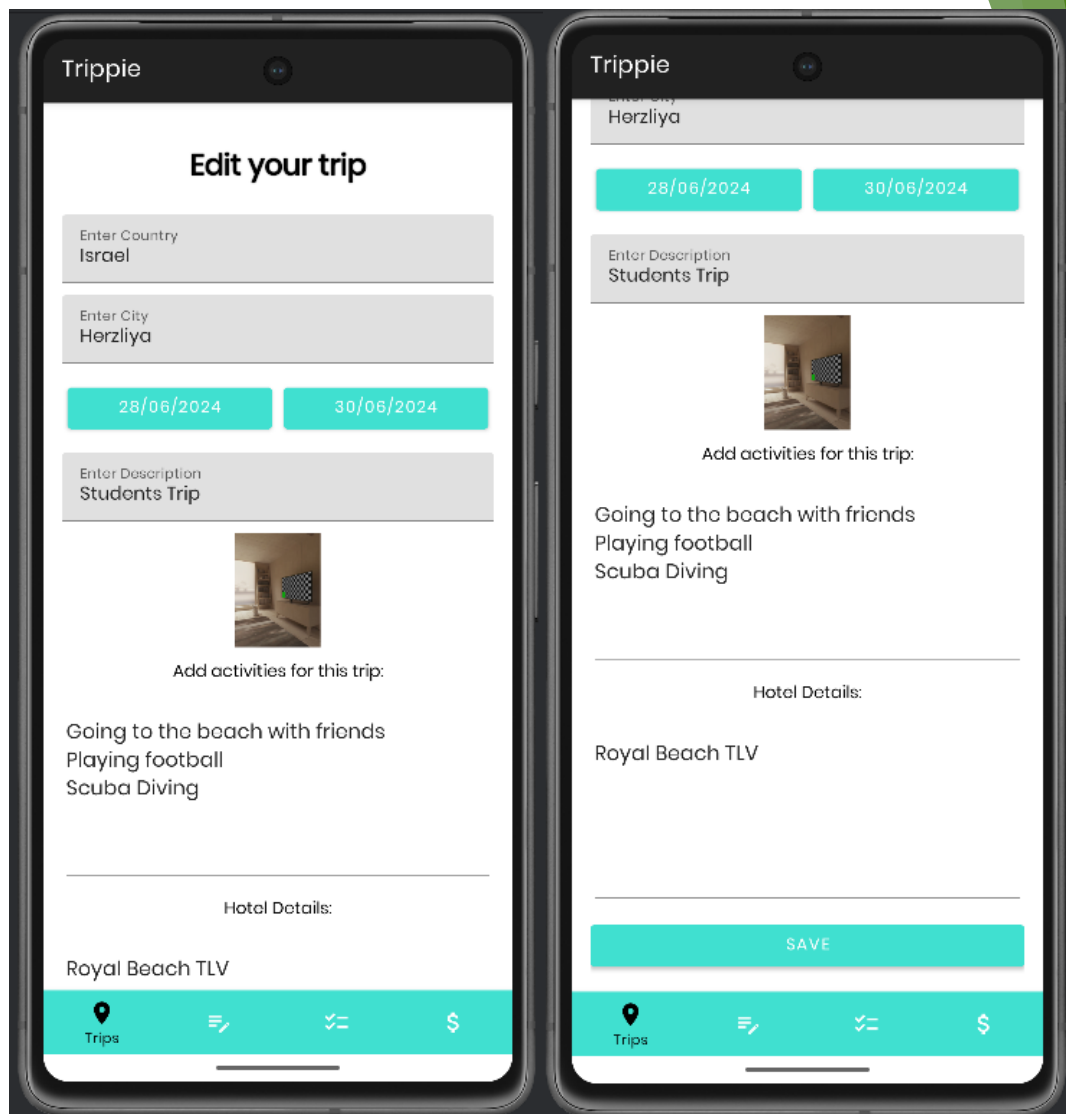 Trippie
Edit your trip
Enter Country
Israel
Enter City
Herzliya
28/06/2024 30/06/2024
Enter Description
Students Trip
Add activities for this trip:
Going to the beach with friends
Playing football
Scuba Diving
Hotel Details:
Royal Beach TLV
Trips
$
Trippie
Enter City
Herzliya
28/06/2024 30/06/2024
Enter Description
Students Trip
Add activities for this trip:
Going to the beach with friends
Playing football
Scuba Diving
Hotel Details:
Royal Beach TLV
SAVE
Trips
$